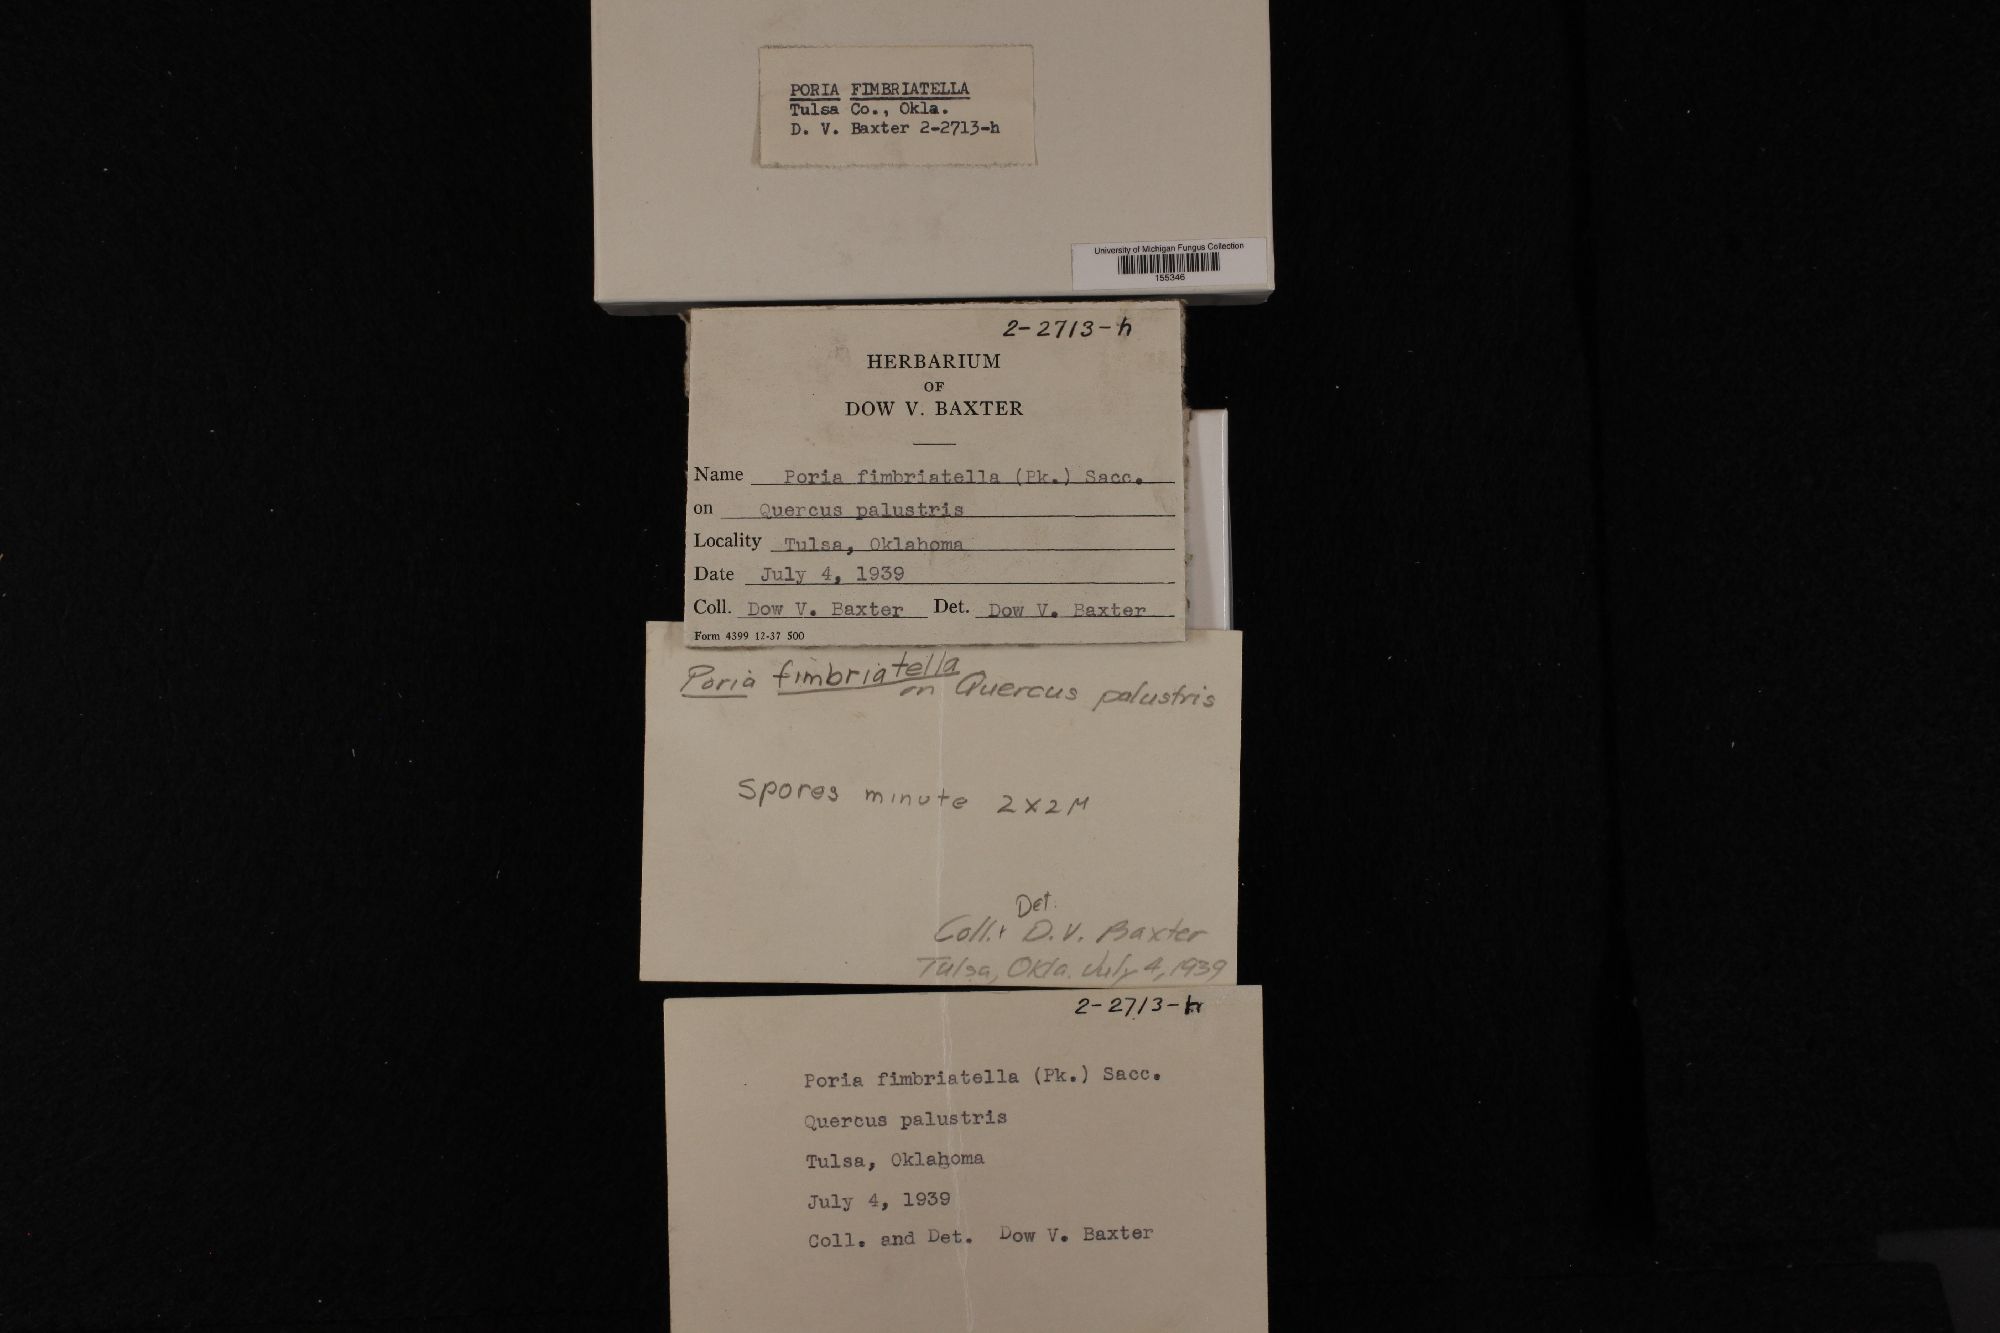 PORIA FIMBRIATELLA
Tulsa Co., Okla.
D. V. Baxter 2-2713-h
University of Michigan Fungus Collection
155346
2-2713-h
HERBARIUM
OF
DOW V. BAXTER
Name Poria fimbriatella (Pk.) Sacc.
on Quercus palustris
Locality Tulsa, Oklahoma
Date July 4, 1939
Coll. Dow V. Baxter Det. Dow V. Baxter
Form 4399 12-37 500
Poria fimbriatella
on Quercus palustris
Spores minute 2x2M
Det.
Coll. + D. V. Baxter
Tulsa, Okla. July 4, 1939
2-2713-h
Poria fimbriatella (Pk.) Sacc.
Quercus palustris
Tulsa, Oklahoma
July 4, 1939
Coll. and Det. Dow V. Baxter